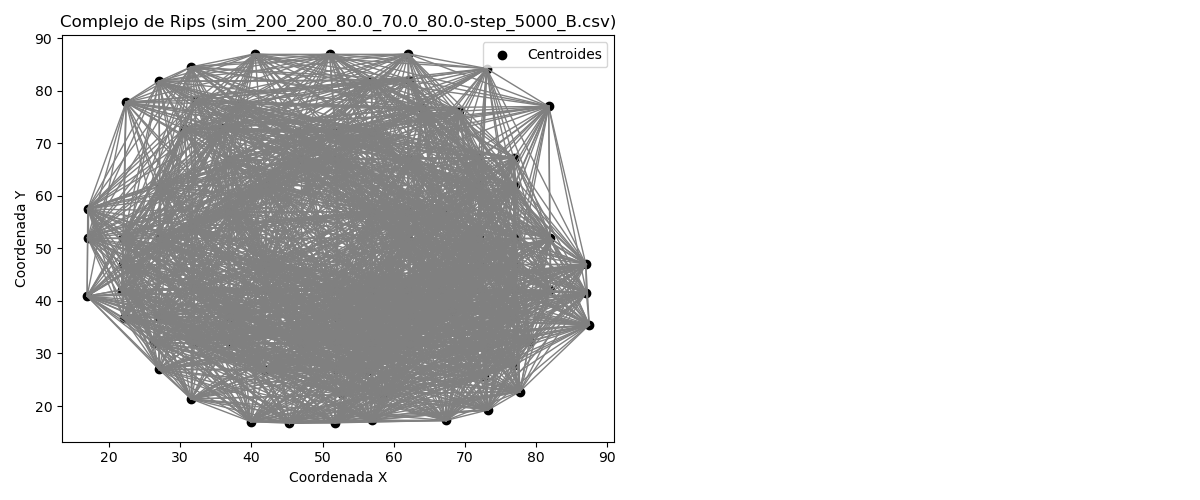 Complejo de Rips (sim_200_200_80.0_70.0_80.0-step_5000_B.csv)
90
80
70
60
50
40
30
20
Coordenada Y
Centroides
20 30 40 50 60 70 80 90
Coordenada X